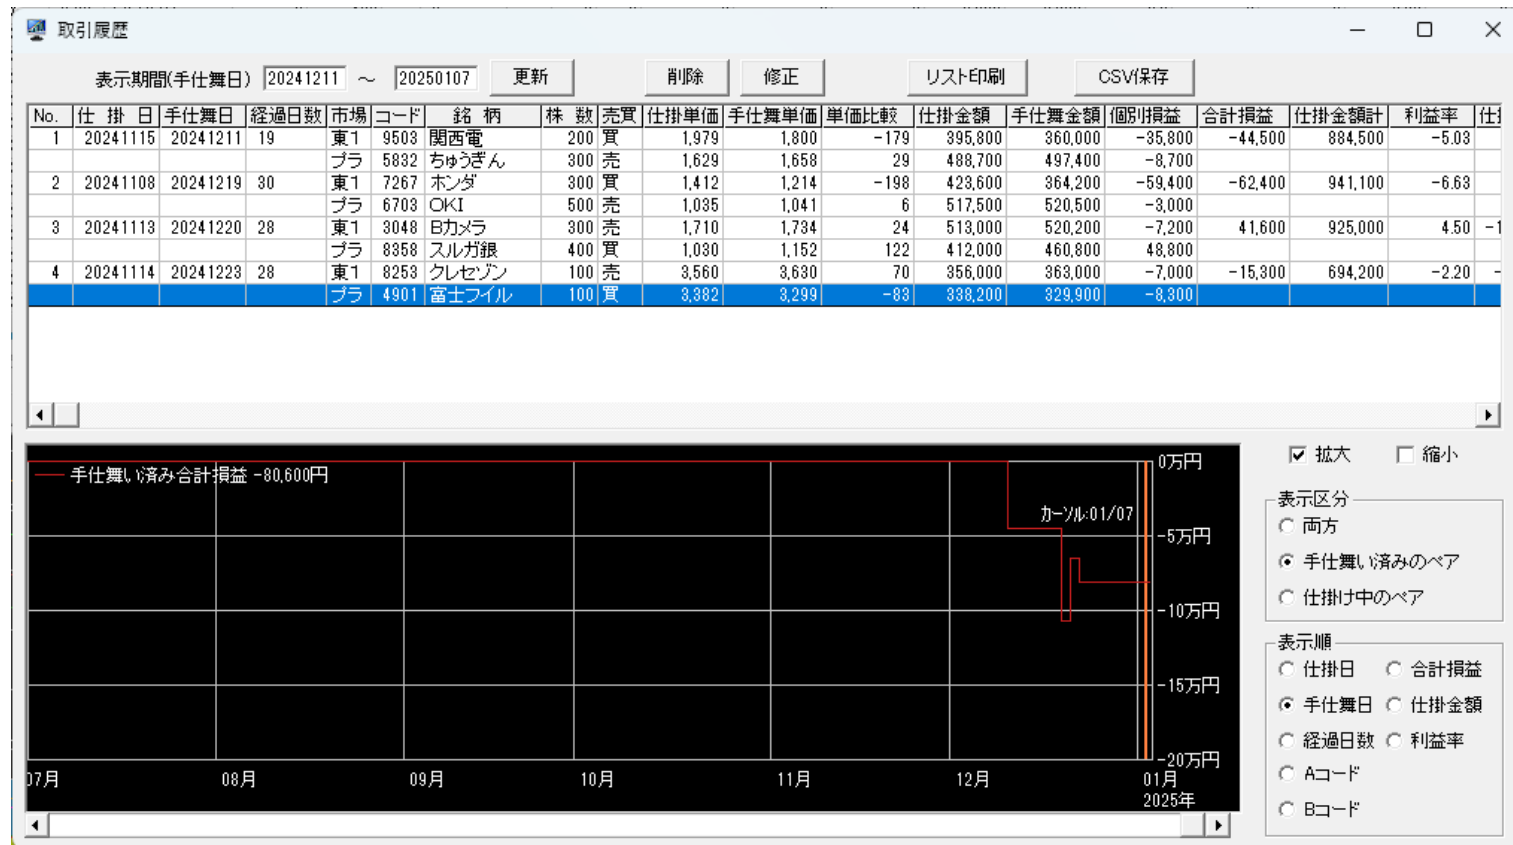 取引履歴
表示期間(手仕舞日) 20241211 ～ 20250107 更新 削除 修正 リスト印刷 CSV保存
No. 仕 掛 日 手仕舞日 経過日数 市場 コード 銘 柄 株 数 売買 仕掛単価 手仕舞単価 単価比較 仕掛金額 手仕舞金額 個別損益 合計損益 仕掛金額計 利益率
1 20241115 20241211 19 東1 9503 関西電 200 買 1,979 1,800 -179 395,800 360,000 -35,800 -44,500 884,500 -5.03
プラ 5832 ちゅうぎん 300 売 1,629 1,658 29 488,700 497,400 -8,700
2 20241108 20241219 30 東1 7267 ホンダ 300 買 1,412 1,214 -198 423,600 364,200 -59,400 -62,400 941,100 -6.63
プラ 6703 OKI 500 売 1,035 1,041 6 517,500 520,500 -3,000
3 20241113 20241220 28 東1 3048 Bカメラ 300 売 1,710 1,734 24 513,000 520,200 -7,200 41,600 925,000 4.50 -1
プラ 8358 スルガ銀 400 買 1,030 1,152 122 412,000 460,800 48,800
4 20241114 20241223 28 東1 8253 クレセゾン 100 売 3,560 3,630 70 356,000 363,000 -7,000 -15,300 694,200 -2.20 -
プラ 4901 富士フイル 100 買 3,382 3,299 -83 338,200 329,900 -8,300
手仕舞い済み合計損益 -80,600円
カーソル:01/07
0万円
-5万円
-10万円
-15万円
-20万円
07月 08月 09月 10月 11月 12月 01月
2025年
拡大 縮小
表示区分
両方
手仕舞い済みのペア
仕掛け中のペア
表示順
仕掛日 合計損益
手仕舞日 仕掛金額
経過日数 利益率
Aコード
Bコード